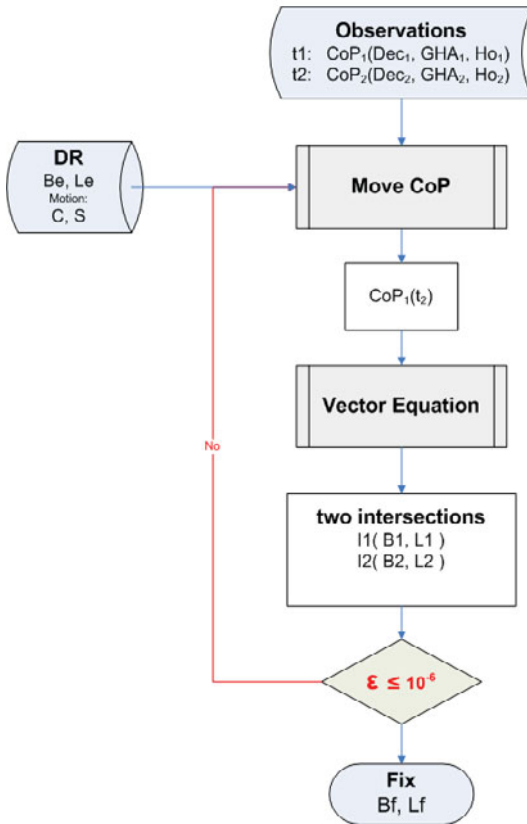 Observations
t1: CoP₁(Dec₁, GHA₁, Ho₁)
t2: CoP₂(Dec₂, GHA₂, Ho₂)
DR
Be, Le
Motion:
C, S
Move CoP
CoP₁(t₂)
Vector Equation
No
two intersections
I1( B1, L1 )
I2( B2, L2 )
ε ≤ 10⁻⁶
Fix
Bf, Lf